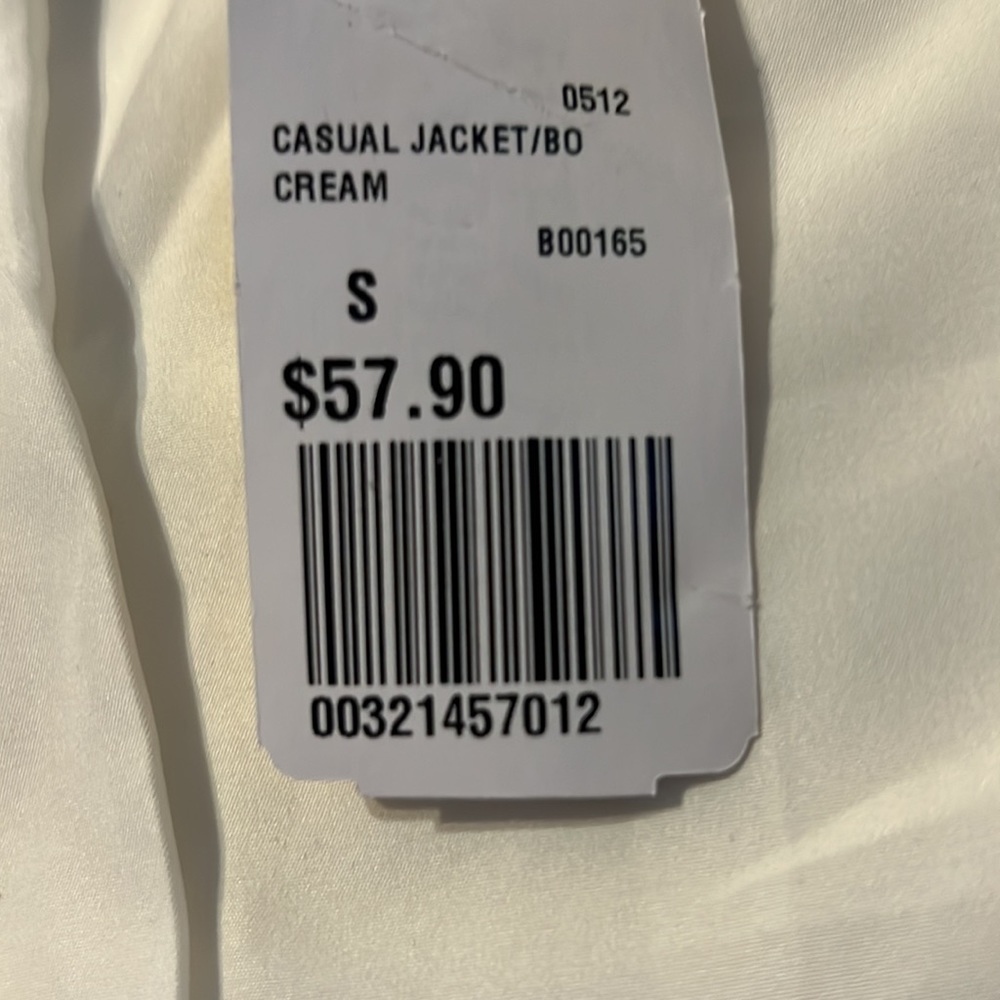 0512
CASUAL JACKET/BO
CREAM
B00165
S
$57.90
00321457012